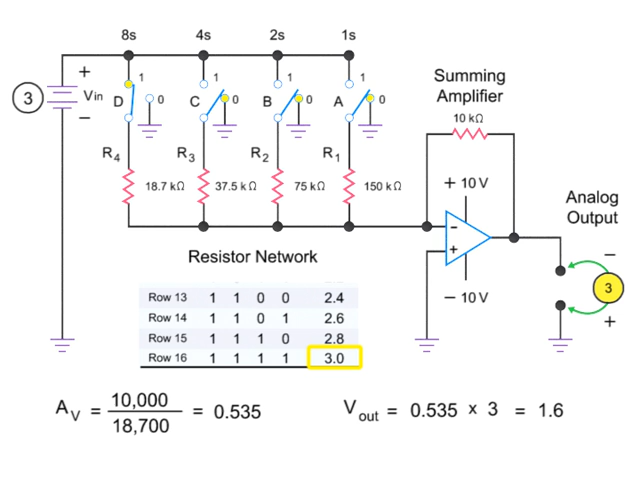 8s 4s 2s 1s
+ 1 1 1 1
3 Vin D 0 C 0 B 0 A 0
−
Summing
Amplifier
10 kΩ
R4 R3 R2 R1
18.7 kΩ 37.5 k Ω 75 kΩ 150 kΩ
+ 10 V
−
+
− 10 V
Analog
Output
−
3
+
Resistor Network
Row 13 1 1 0 0 2.4
Row 14 1 1 0 1 2.6
Row 15 1 1 1 0 2.8
Row 16 1 1 1 1 3.0
AV = 10,000 / 18,700 = 0.535
Vout = 0.535 x 3 = 1.6